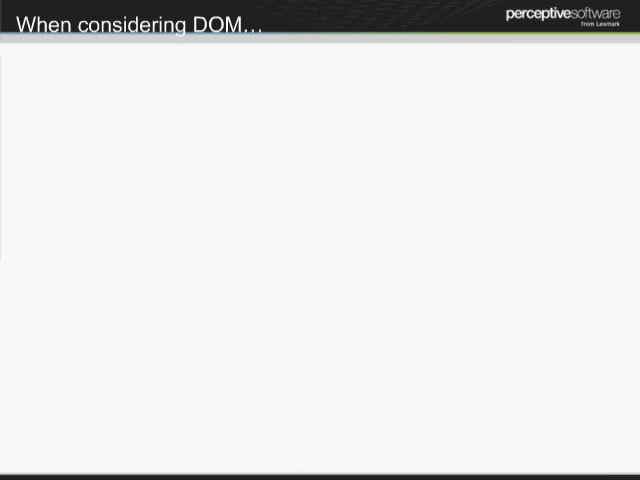 When considering DOM…
perceptivesoftware
from Lexmark